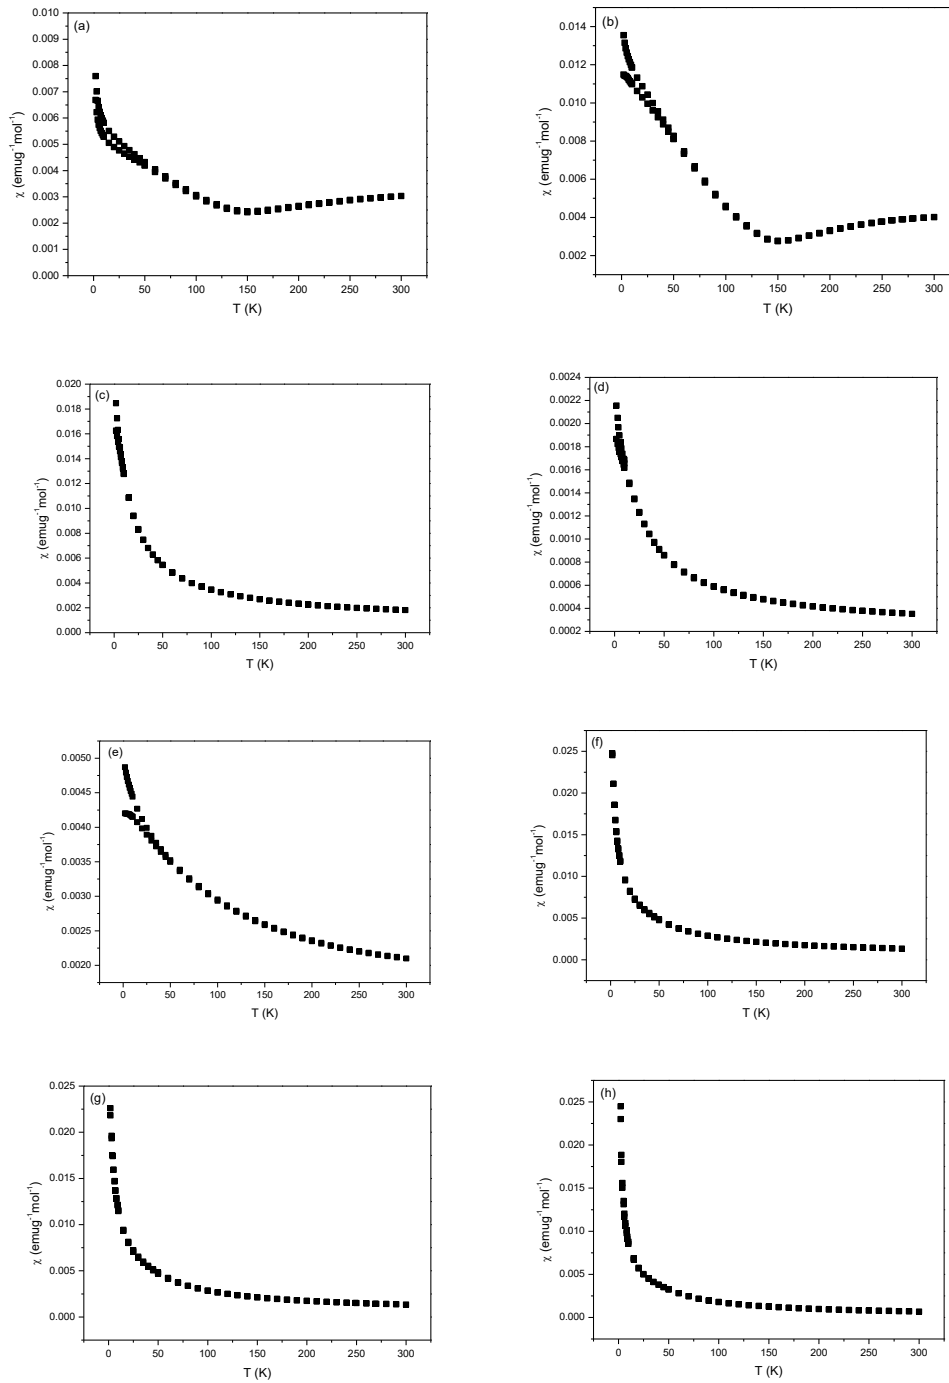 (a)
0.010
0.009
0.008
0.007
0.006
0.005
0.004
0.003
0.002
0.001
0.000
χ (emug⁻¹mol⁻¹)
0 50 100 150 200 250 300
T (K)
(b)
0.014
0.012
0.010
0.008
0.006
0.004
0.002
χ (emug⁻¹mol⁻¹)
0 50 100 150 200 250 300
T (K)
(c)
0.020
0.018
0.016
0.014
0.012
0.010
0.008
0.006
0.004
0.002
0.000
χ (emug⁻¹mol⁻¹)
0 50 100 150 200 250 300
T (K)
(d)
0.0024
0.0022
0.0020
0.0018
0.0016
0.0014
0.0012
0.0010
0.0008
0.0006
0.0004
0.0002
χ (emug⁻¹mol⁻¹)
0 50 100 150 200 250 300
T (K)
(e)
0.0050
0.0045
0.0040
0.0035
0.0030
0.0025
0.0020
χ (emug⁻¹mol⁻¹)
0 50 100 150 200 250 300
T (K)
(f)
0.025
0.020
0.015
0.010
0.005
0.000
χ (emug⁻¹mol⁻¹)
0 50 100 150 200 250 300
T (K)
(g)
0.025
0.020
0.015
0.010
0.005
0.000
χ (emug⁻¹mol⁻¹)
0 50 100 150 200 250 300
T (K)
(h)
0.025
0.020
0.015
0.010
0.005
0.000
χ (emug⁻¹mol⁻¹)
0 50 100 150 200 250 300
T (K)